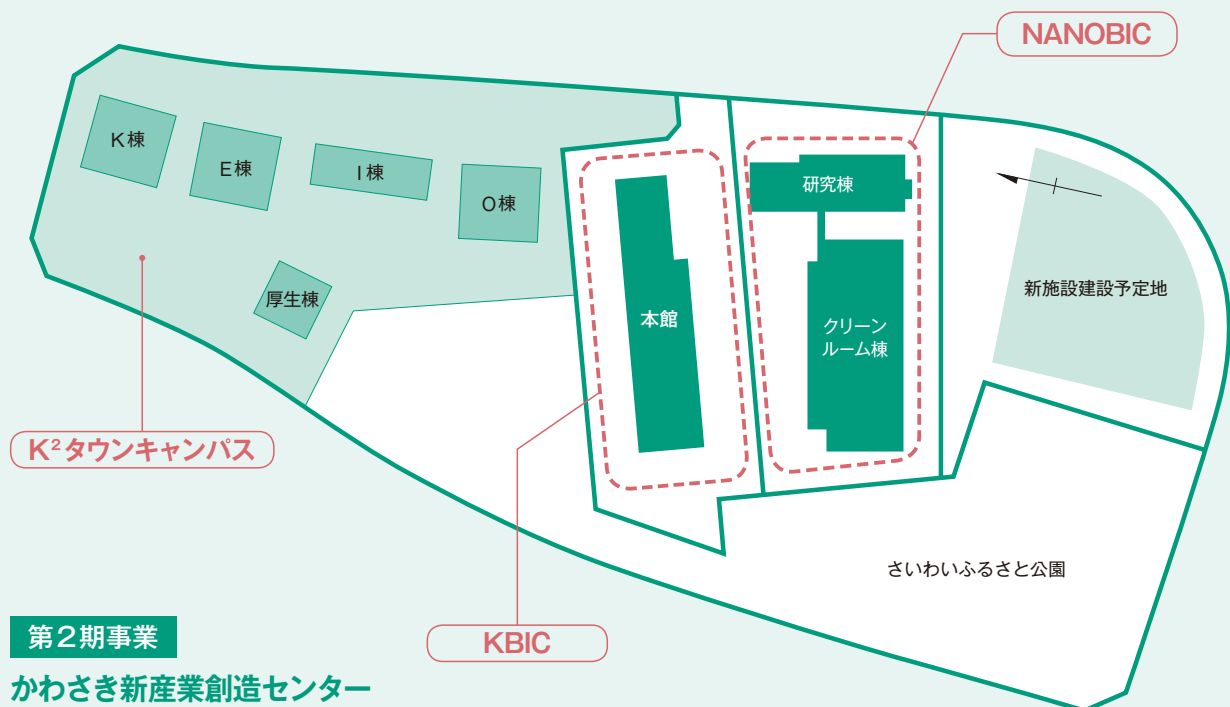 NANOBIC
K棟
E棟
I棟
O棟
研究棟
厚生棟
本館
クリーン
ルーム棟
新施設建設予定地
K²タウンキャンパス
さいわいふるさと公園
KBIC
第2期事業
かわさき新産業創造センター